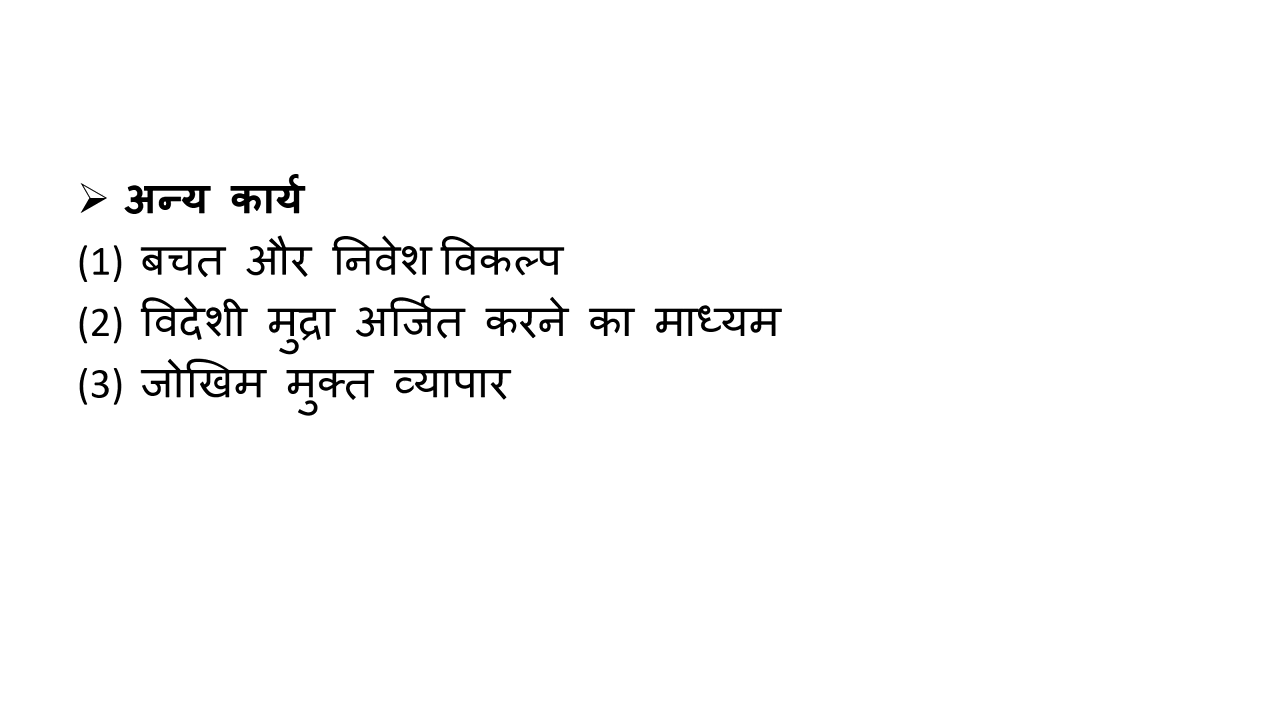 ➢ अन्य कार्य
(1) बचत और निवेश विकल्प
(2) विदेशी मुद्रा अर्जित करने का माध्यम
(3) जोखिम मुक्त व्यापार